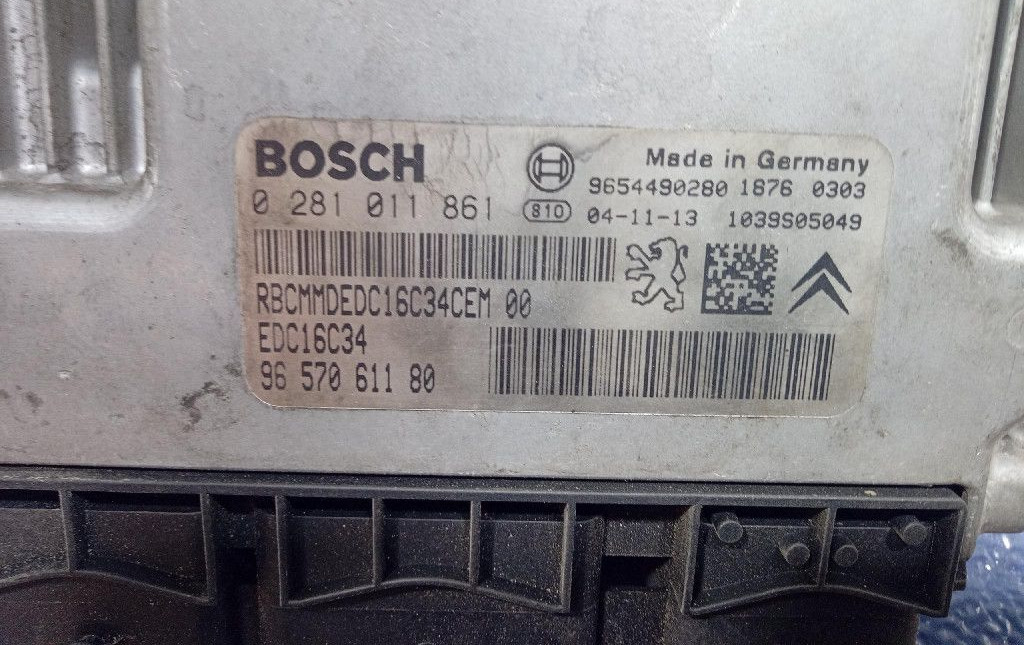 BOSCH
Made in Germany
9654490280 1876 0303
0 281 011 861
810 04-11-13 1039S05049
RBCMMDEDC16C34CEM 00
EDC16C34
96 570 611 80